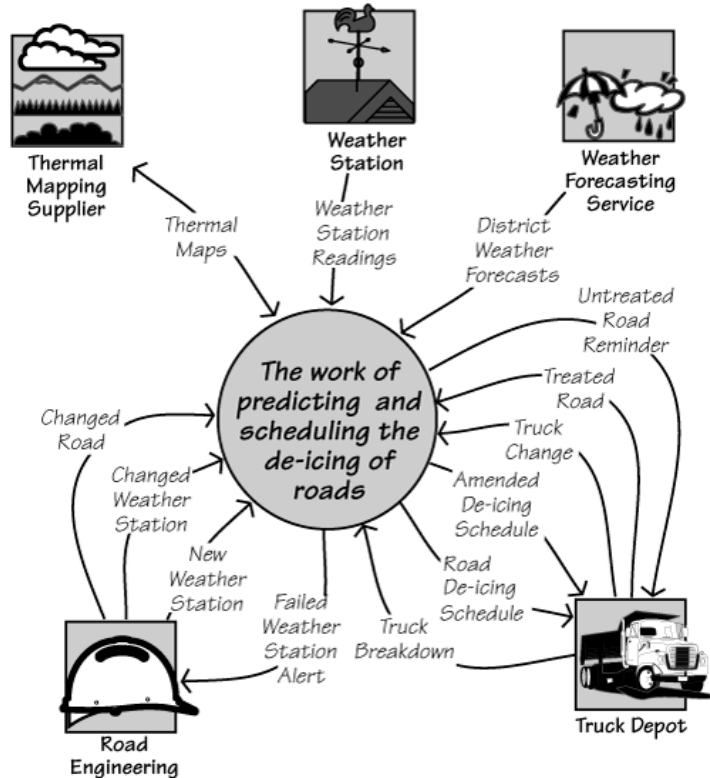 Thermal
Mapping
Supplier
Weather
Station
Weather
Forecasting
Service
Thermal
Maps
Weather
Station
Readings
District
Weather
Forecasts
Untreated
Road
Reminder
The work of
predicting and
scheduling the
de-icing of
roads
Treated
Road
Truck
Change
Changed
Road
Changed
Weather
Station
New
Weather
Station
Failed
Weather
Station
Alert
Amended
De-icing
Schedule
Road
De-icing
Schedule
Truck
Breakdown
Road
Engineering
Truck Depot